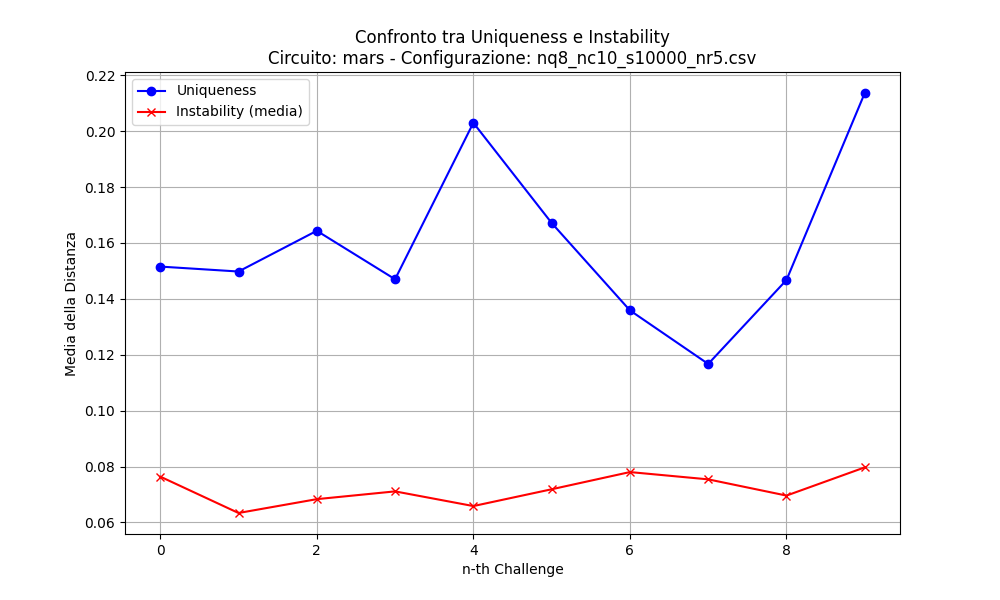 Confronto tra Uniqueness e Instability
Circuito: mars - Configurazione: nq8_nc10_s10000_nr5.csv
Uniqueness
Instability (media)
Media della Distanza
0.22
0.20
0.18
0.16
0.14
0.12
0.10
0.08
0.06
0
2
4
6
8
n-th Challenge